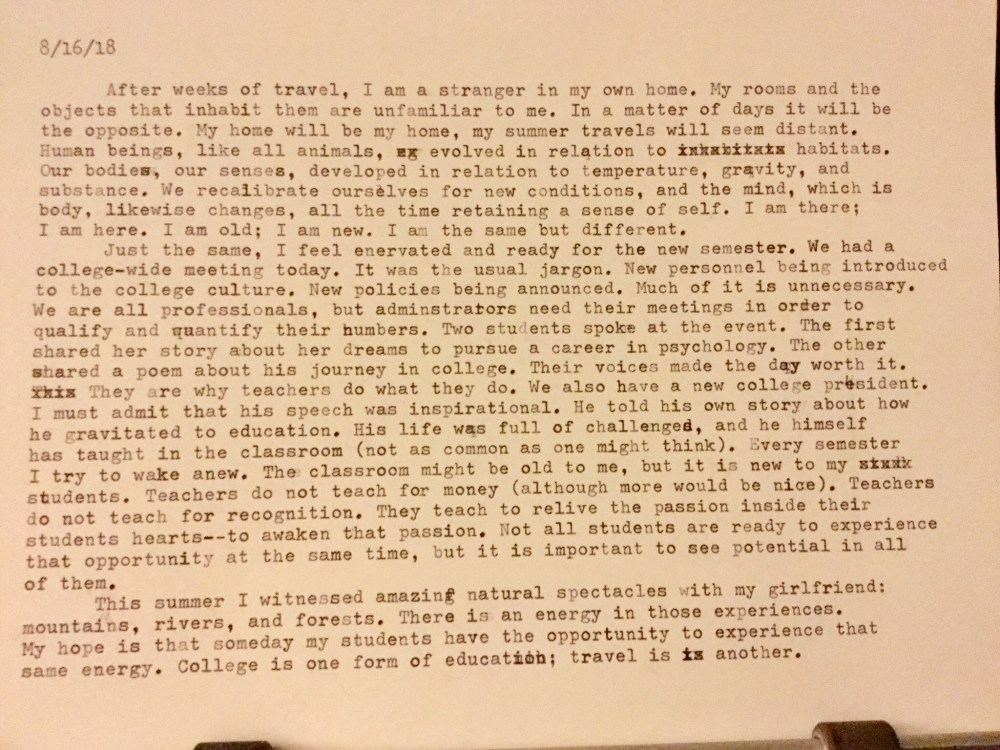 8/16/18
After weeks of travel, I am a stranger in my own home. My rooms and the
objects that inhabit them are unfamiliar to me. In a matter of days it will be
the opposite. My home will be my home, my summer travels will seem distant.
Human beings, like all animals, evolved in relation to habitats.
Our bodies, our senses, developed in relation to temperature, gravity, and
substance. We recalibrate ourselves for new conditions, and the mind, which is
body, likewise changes, all the time retaining a sense of self. I am there;
I am here. I am old; I am new. I am the same but different.
Just the same, I feel enervated and ready for the new semester. We had a
college-wide meeting today. It was the usual jargon. New personnel being introduced
to the college culture. New policies being announced. Much of it is unnecessary.
We are all professionals, but adminstrators need their meetings in order to
qualify and quantify their numbers. Two students spoke at the event. The first
shared her story about her dreams to pursue a career in psychology. The other
shared a poem about his journey in college. Their voices made the day worth it.
They are why teachers do what they do. We also have a new college president.
I must admit that his speech was inspirational. He told his own story about how
he gravitated to education. His life was full of challenged, and he himself
has taught in the classroom (not as common as one might think). Every semester
I try to wake anew. The classroom might be old to me, but it is new to my
students. Teachers do not teach for money (although more would be nice). Teachers
do not teach for recognition. They teach to relive the passion inside their
students hearts--to awaken that passion. Not all students are ready to experience
that opportunity at the same time, but it is important to see potential in all
of them.
This summer I witnessed amazing natural spectacles with my girlfriend:
mountains, rivers, and forests. There is an energy in those experiences.
My hope is that someday my students have the opportunity to experience that
same energy. College is one form of education; travel is another.